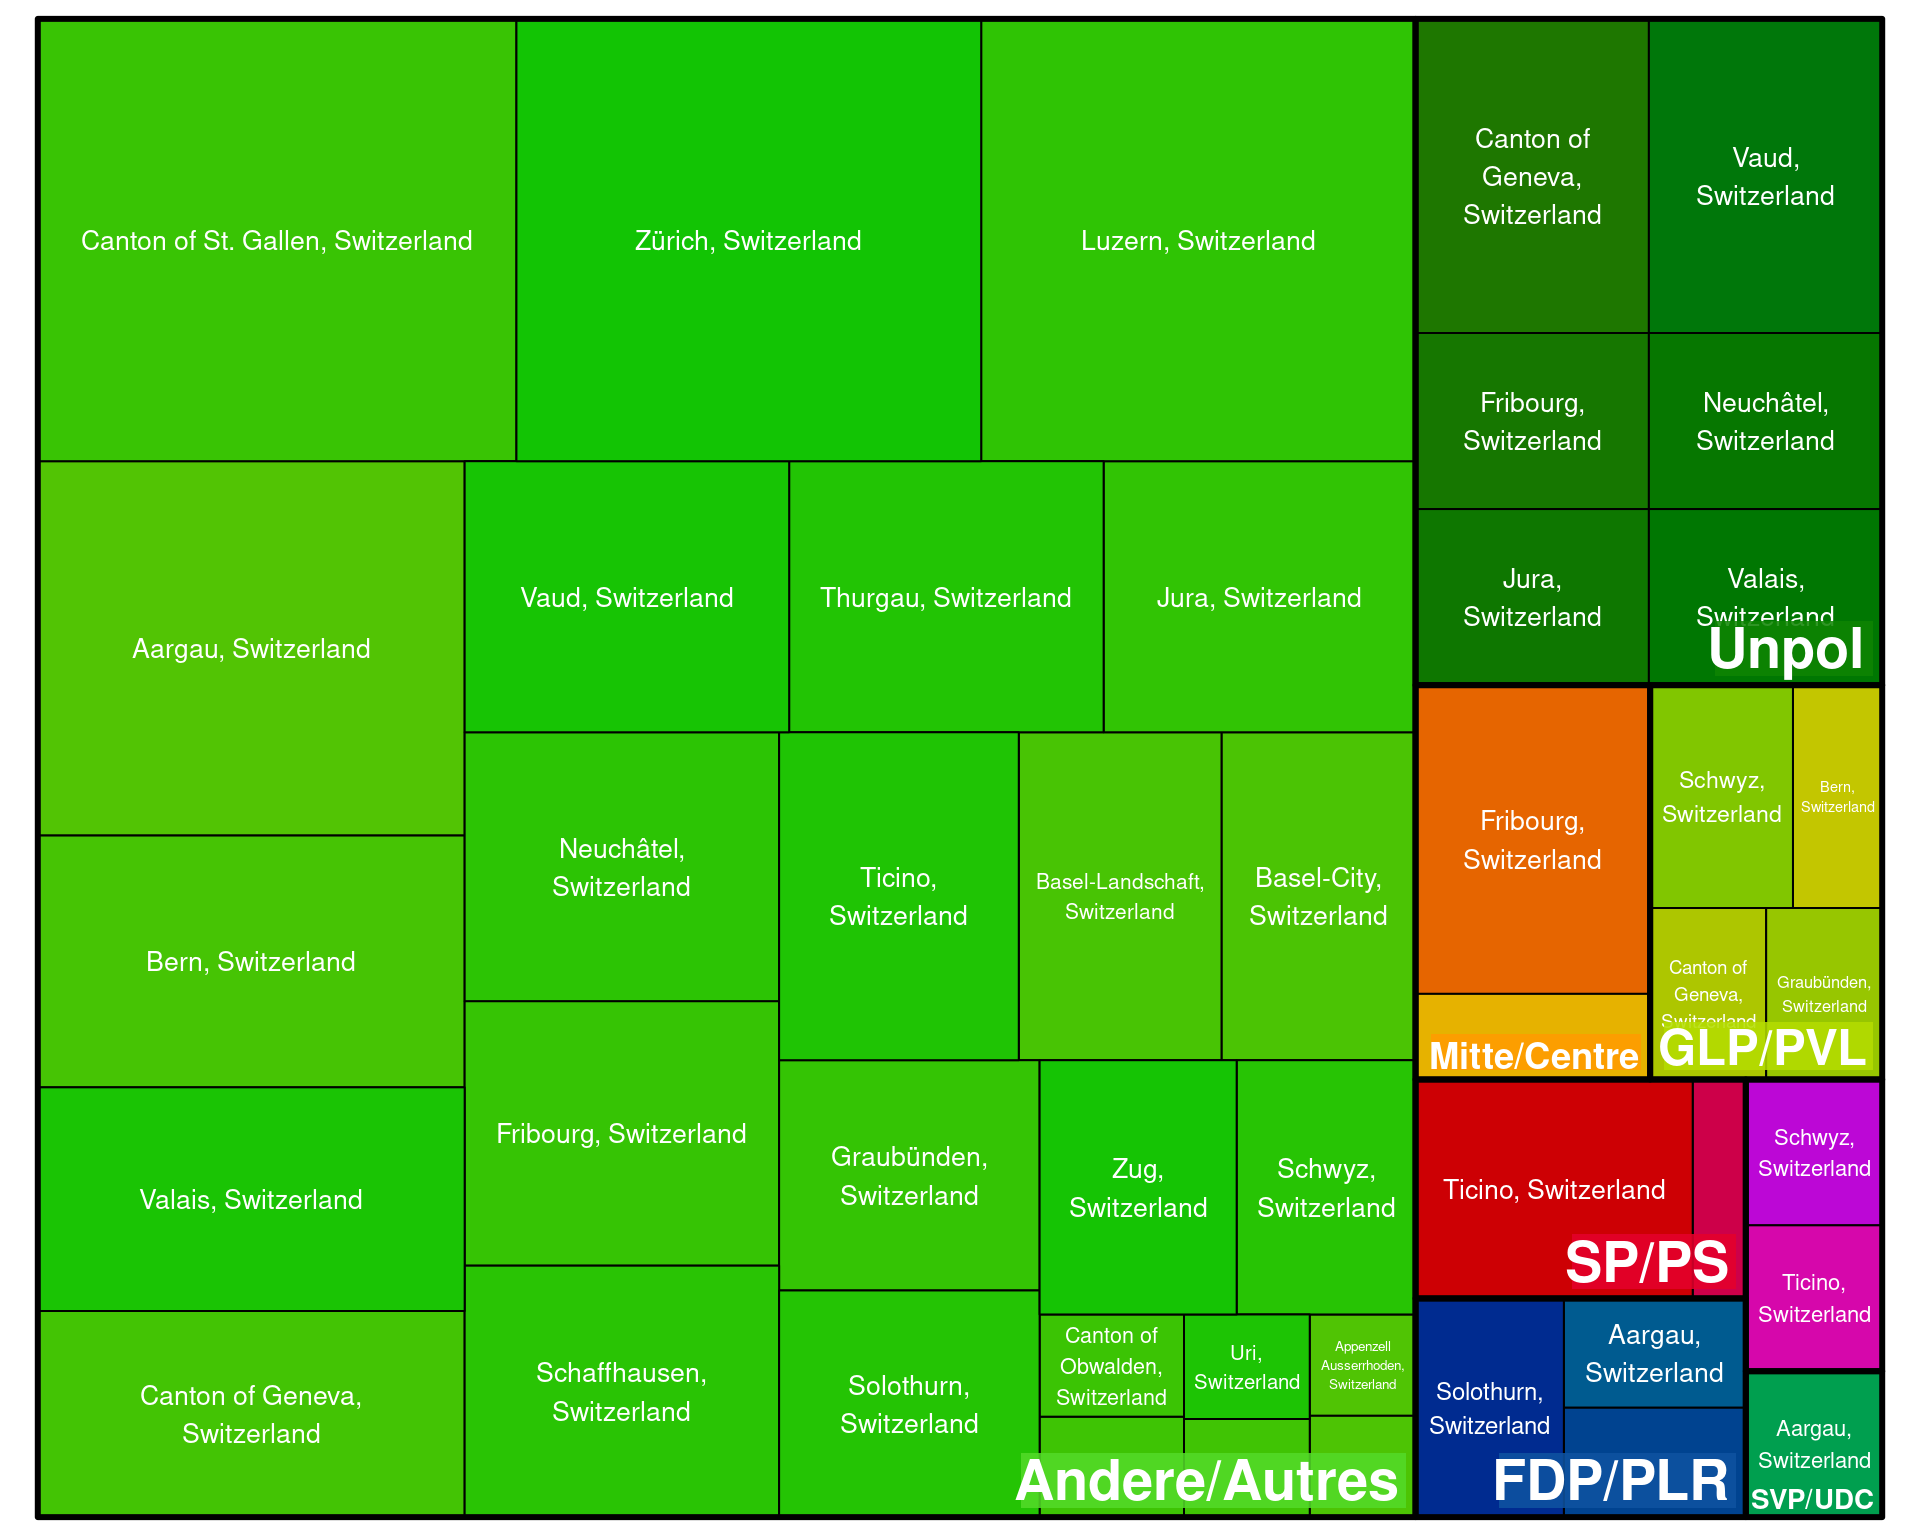 Canton of St. Gallen, Switzerland
Zürich, Switzerland
Luzern, Switzerland
Aargau, Switzerland
Vaud, Switzerland
Thurgau, Switzerland
Jura, Switzerland
Bern, Switzerland
Neuchâtel,
Switzerland
Ticino,
Switzerland
Basel-Landschaft,
Switzerland
Basel-City,
Switzerland
Valais, Switzerland
Fribourg, Switzerland
Graubünden,
Switzerland
Zug,
Switzerland
Schwyz,
Switzerland
Canton of Geneva,
Switzerland
Schaffhausen,
Switzerland
Solothurn,
Switzerland
Canton of
Obwalden,
Switzerland
Uri,
Switzerland
Appenzell
Ausserrhoden,
Switzerland
Andere/Autres
Canton of
Geneva,
Switzerland
Vaud,
Switzerland
Fribourg,
Switzerland
Neuchâtel,
Switzerland
Jura,
Switzerland
Valais,
Switzerland
Unpol
Fribourg,
Switzerland
Mitte/Centre
Schwyz,
Switzerland
Bern,
Switzerland
Canton of
Geneva,
Switzerland
Graubünden,
Switzerland
GLP/PVL
Ticino, Switzerland
SP/PS
Schwyz,
Switzerland
Ticino,
Switzerland
Solothurn,
Switzerland
Aargau,
Switzerland
FDP/PLR
Aargau,
Switzerland
SVP/UDC